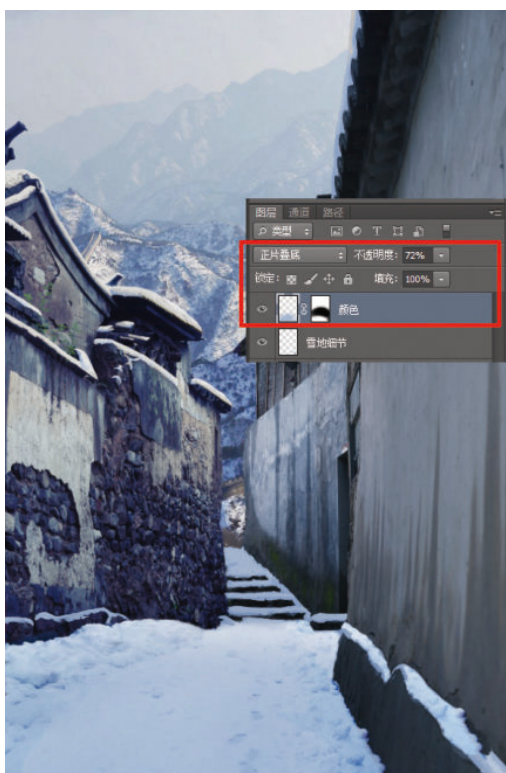 图层 通道 路径
类型 T
正片叠底 不透明度: 72%
锁定: 填充: 100%
颜色
雪地细节